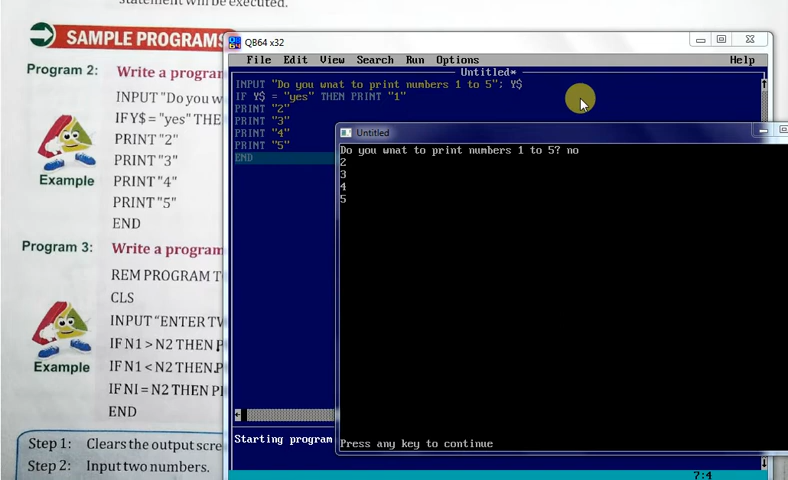 statement will be executed.
SAMPLE PROGRAMS
Program 2: Write a progra
INPUT "Do you w
IF Y$ = "yes" THE
PRINT "2"
PRINT "3"
Example PRINT "4"
PRINT "5"
END
Program 3: Write a program
REM PROGRAM T
CLS
INPUT "ENTER TV
IF N1 > N2 THEN P
Example IF N1 < N2 THEN.P
IF NI = N2 THEN P
END
Step 1: Clears the output scre
Step 2: Input two numbers.
QB64 x32
File Edit View Search Run Options Help
Untitled*
INPUT "Do you wnat to print numbers 1 to 5"; Y$
IF Y$ = "yes" THEN PRINT "1"
PRINT "2"
PRINT "3"
PRINT "4"
PRINT "5"
END
Starting program
7:4
Untitled
Do you wnat to print numbers 1 to 5? no
2
3
4
5
Press any key to continue